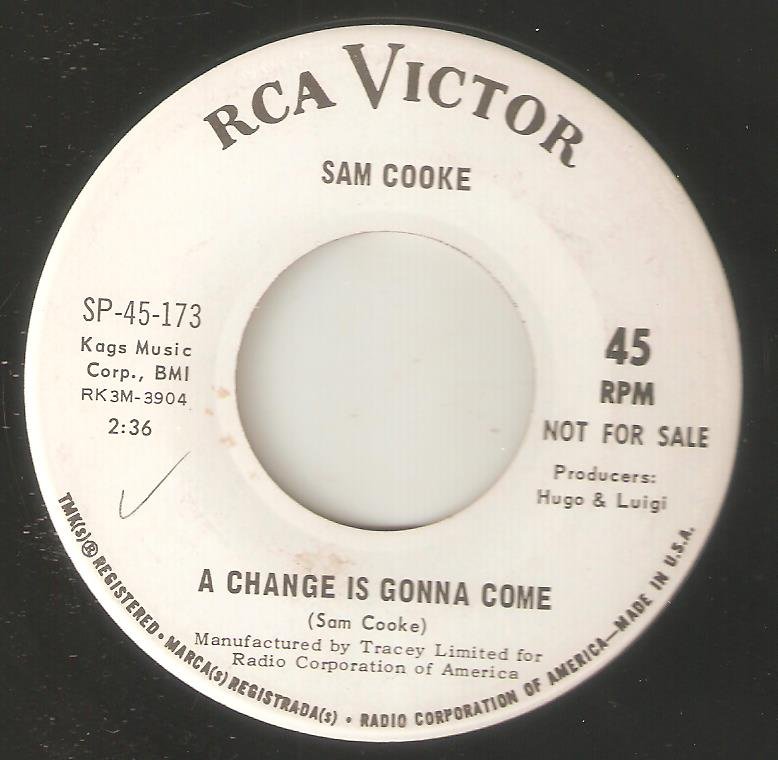 RCA VICTOR
SAM COOKE
SP-45-173
Kags Music
Corp., BMI
RK3M-3904
2:36
45
RPM
NOT FOR SALE
Producers:
Hugo & Luigi
A CHANGE IS GONNA COME
(Sam Cooke)
Manufactured by Tracey Limited for
Radio Corporation of America
TMK(s) ® REGISTERED • MARCA(s) REGISTRADA(s) • RADIO CORPORATION OF AMERICA—MADE IN U.S.A.